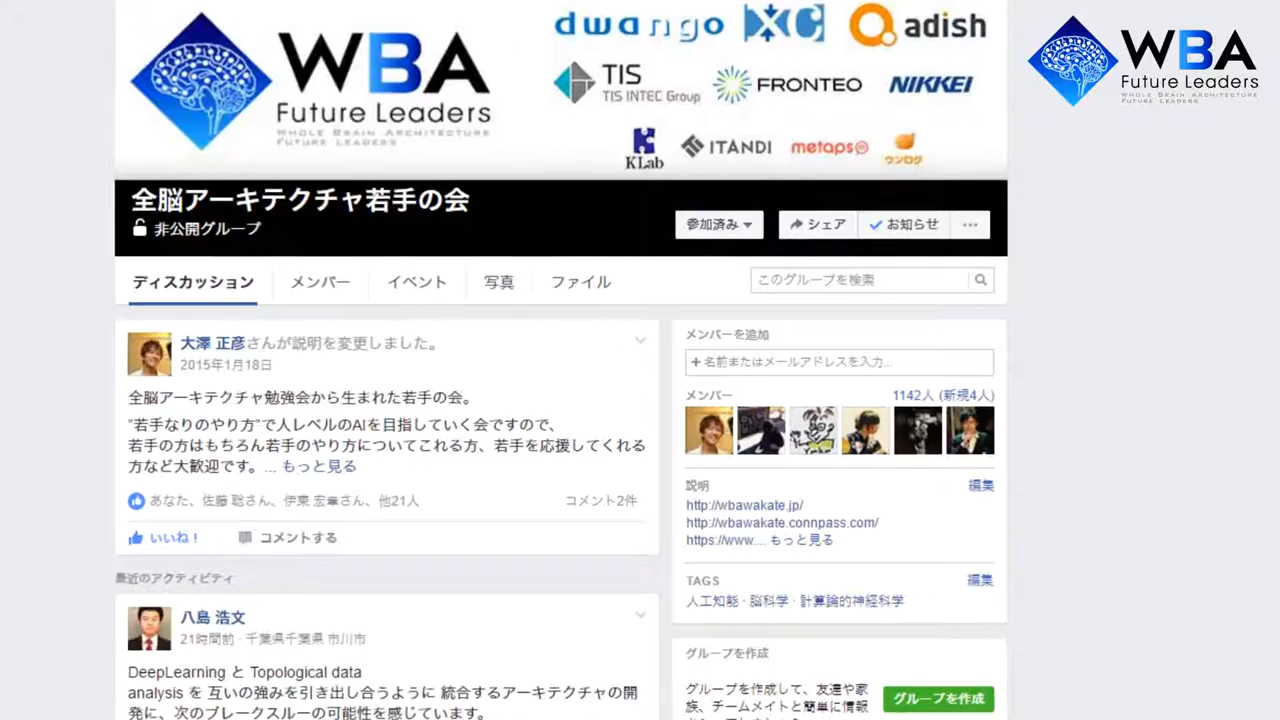 WBA
Future Leaders
WHOLE BRAIN ARCHITECTURE
FUTURE LEADERS
dwango
XC
adish
TIS
TIS INTEC Group
FRONTEO
NIKKEI
KLab
ITANDI
metaps
ウンログ
WBA
Future Leaders
WHOLE BRAIN ARCHITECTURE
FUTURE LEADERS
全脳アーキテクチャ若手の会
非公開グループ
参加済み
シェア
お知らせ
ディスカッション
メンバー
イベント
写真
ファイル
このグループを検索
大澤 正彦さんが説明を変更しました。
2015年1月18日
全脳アーキテクチャ勉強会から生まれた若手の会。
"若手なりのやり方"で人レベルのAIを目指していく会ですので、
若手の方はもちろん若手のやり方についてこれる方、若手を応援してくれる
方など大歓迎です。... もっと見る
あなた、佐藤 聡さん、伊東 宏章さん、他21人
コメント2件
いいね！
コメントする
最近のアクティビティ
八島 浩文
21時間前 · 千葉県千葉県 市川市
DeepLearning と Topological data
analysis を 互いの強みを引き出し合うように 統合するアーキテクチャの開
発に、次のブレークスルーの可能性を感じています。
メンバーを追加
+ 名前またはメールアドレスを入力...
メンバー
1142人 (新規4人)
説明
編集
http://wbawakate.jp/
http://wbawakate.connpass.com/
https://www.... もっと見る
TAGS
編集
人工知能 · 脳科学 · 計算論的神経科学
グループを作成
グループを作成して、友達や家
族、チームメイトと簡単に情報
グループを作成